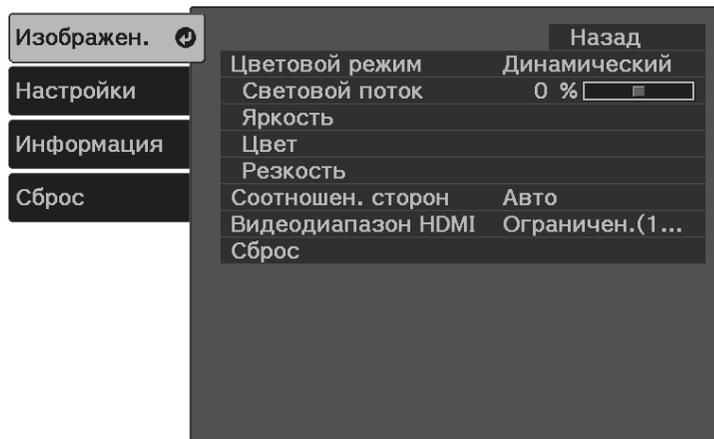 Изображен.
Настройки
Информация
Сброс
Назад
Цветовой режим Динамический
Световой поток 0 %
Яркость
Цвет
Резкость
Соотношен. сторон Авто
Видеодиапазон HDMI Ограничен.(1...
Сброс